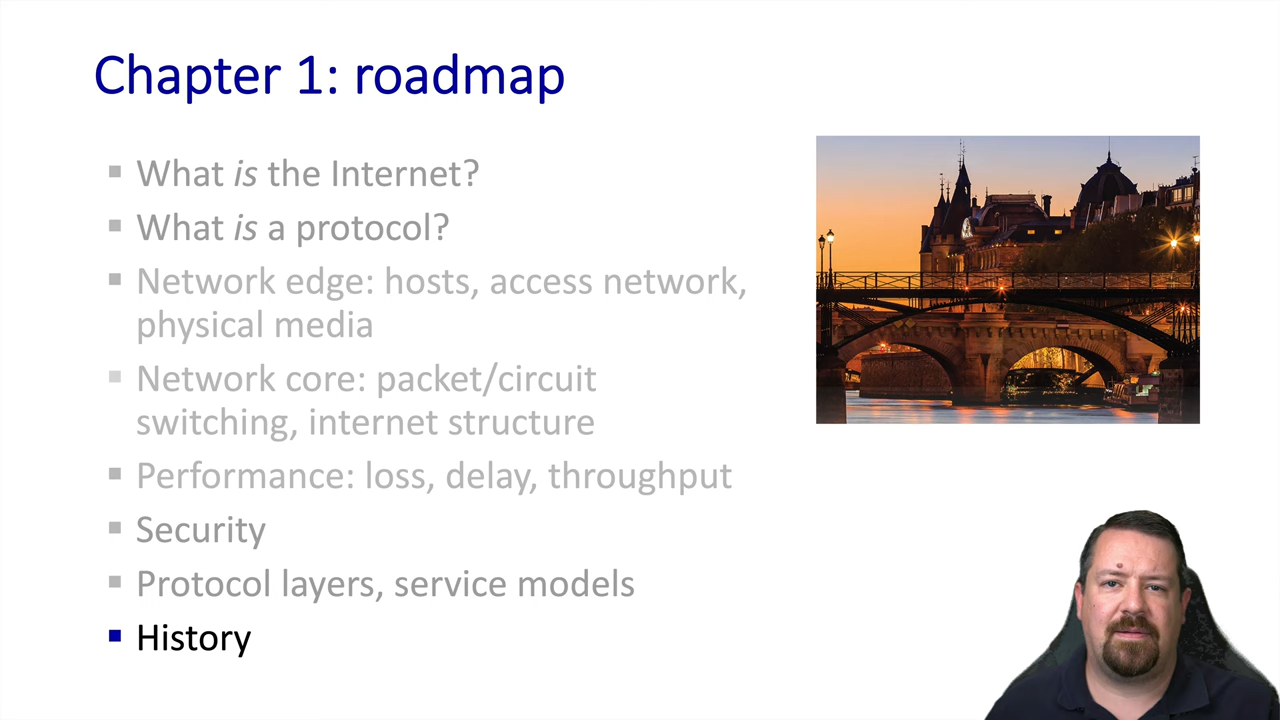 Chapter 1: roadmap
What is the Internet?
What is a protocol?
Network edge: hosts, access network,
physical media
Network core: packet/circuit
switching, internet structure
Performance: loss, delay, throughput
Security
Protocol layers, service models
History